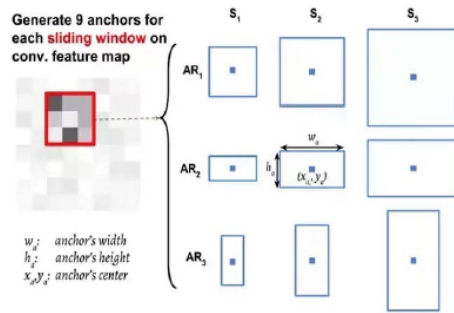 Generate 9 anchors for
each sliding window on
conv. feature map
S1
S2
S3
AR1
AR2
AR3
wa
ha
(xa,ya)
wa: anchor's width
ha: anchor's height
xa,ya: anchor's center